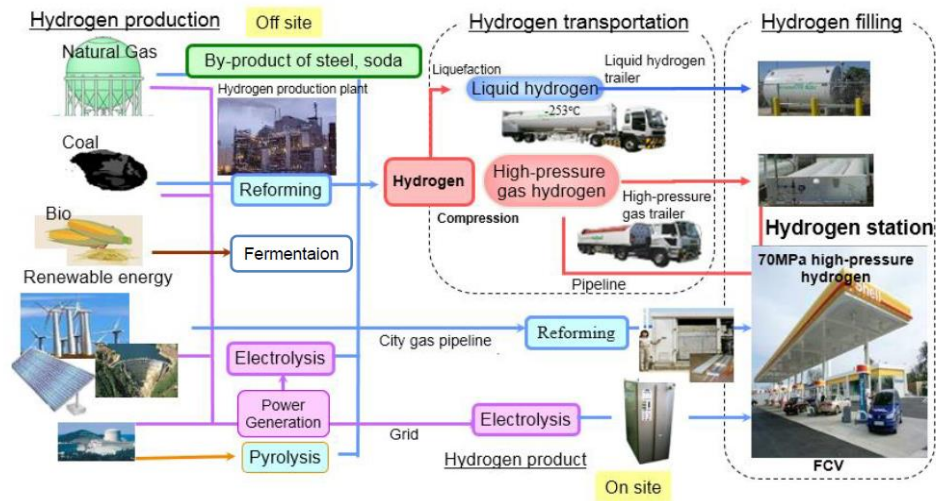 Hydrogen production
Off site
Hydrogen transportation
Hydrogen filling
Natural Gas
By-product of steel, soda
Hydrogen production plant
Liquefaction
Liquid hydrogen
trailer
Liquid hydrogen
-253°C
Coal
Reforming
Hydrogen
High-pressure
gas hydrogen
Compression
High-pressure
gas trailer
Bio
Fermentaion
Pipeline
Hydrogen station
70MPa high-pressure
hydrogen
Shell
Renewable energy
City gas pipeline
Reforming
Electrolysis
Power
Generation
Grid
Electrolysis
Pyrolysis
Hydrogen product
On site
FCV